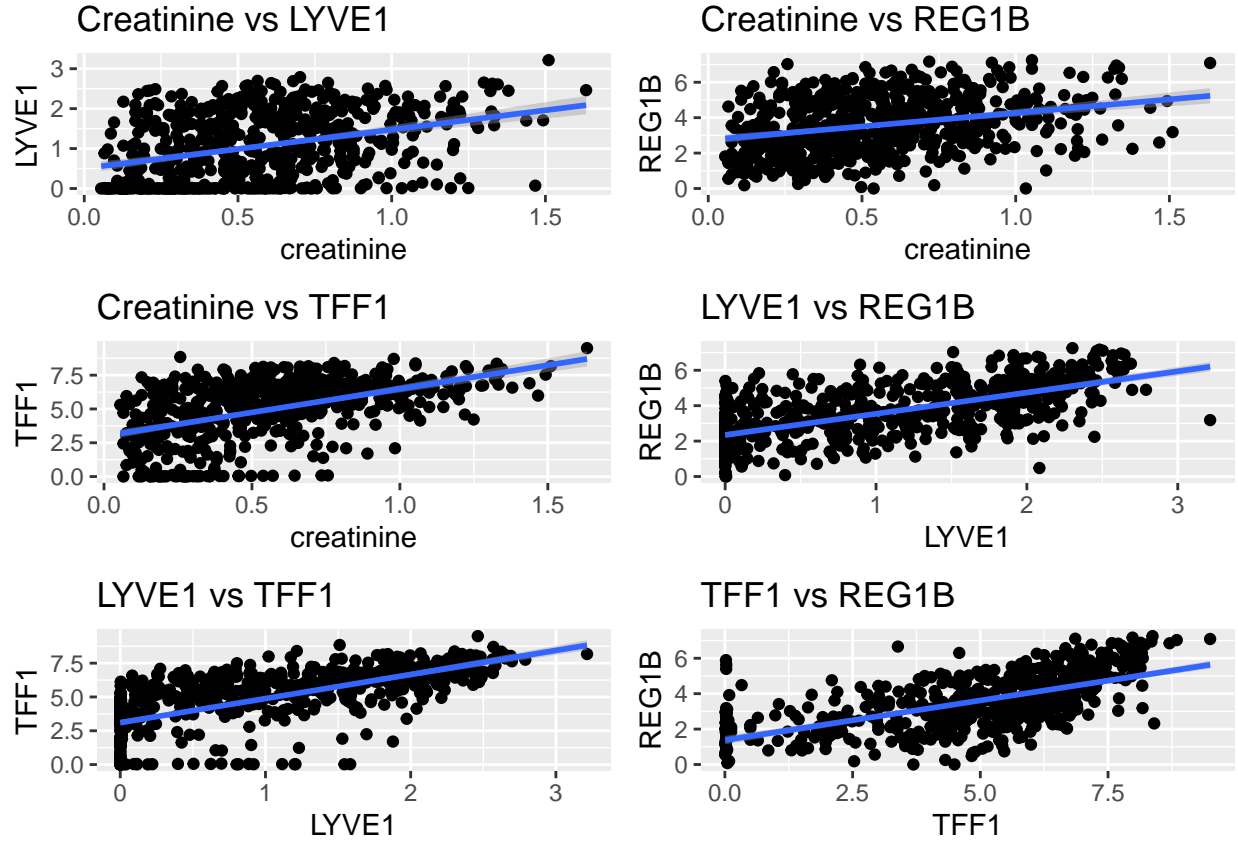 Creatinine vs LYVE1
3
2
1
0
LYVE1
0.0 0.5 1.0 1.5
creatinine
Creatinine vs REG1B
6
4
2
0
REG1B
0.0 0.5 1.0 1.5
creatinine
Creatinine vs TFF1
7.5
5.0
2.5
0.0
TFF1
0.0 0.5 1.0 1.5
creatinine
LYVE1 vs REG1B
6
4
2
0
REG1B
0 1 2 3
LYVE1
LYVE1 vs TFF1
7.5
5.0
2.5
0.0
TFF1
0 1 2 3
LYVE1
TFF1 vs REG1B
6
4
2
0
REG1B
0.0 2.5 5.0 7.5
TFF1